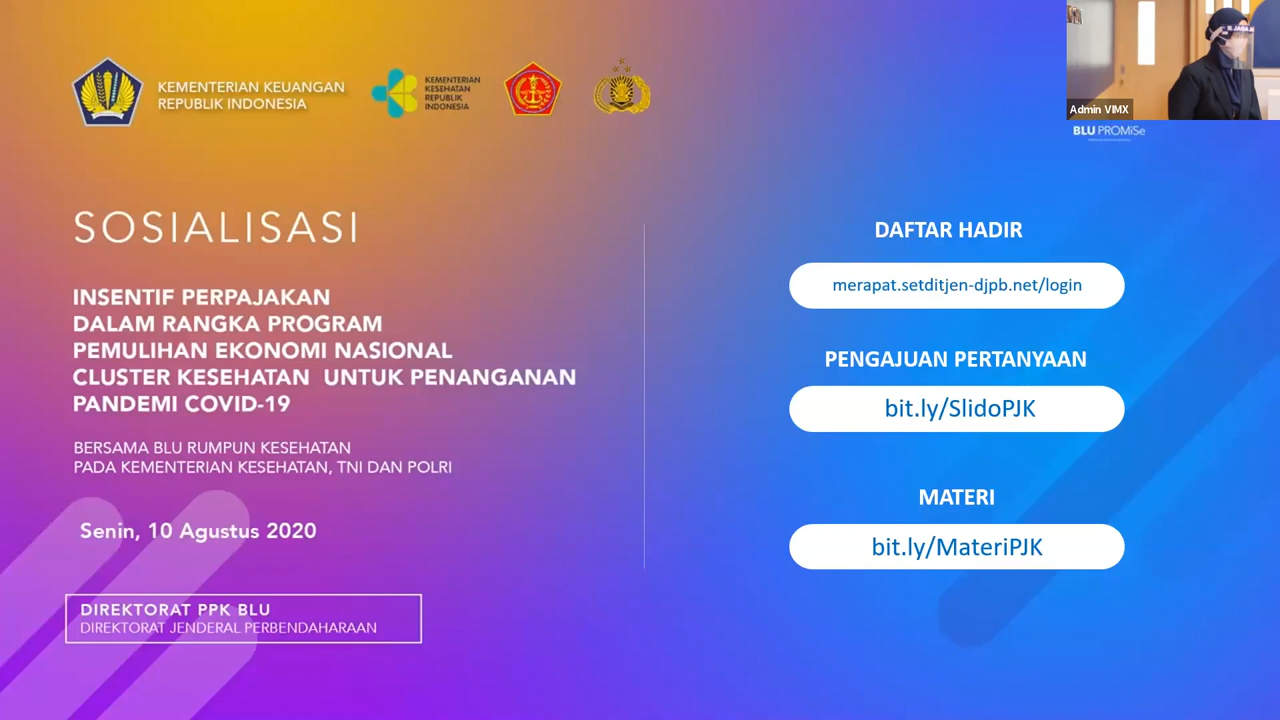 KEMENTERIAN KEUANGAN
REPUBLIK INDONESIA
KEMENTERIAN
KESEHATAN
REPUBLIK
INDONESIA
Admin VIMX
BLU PROMiSe
SOSIALISASI
INSENTIF PERPAJAKAN
DALAM RANGKA PROGRAM
PEMULIHAN EKONOMI NASIONAL
CLUSTER KESEHATAN UNTUK PENANGANAN
PANDEMI COVID-19
BERSAMA BLU RUMPUN KESEHATAN
PADA KEMENTERIAN KESEHATAN, TNI DAN POLRI
Senin, 10 Agustus 2020
DIREKTORAT PPK BLU
DIREKTORAT JENDERAL PERBENDAHARAAN
DAFTAR HADIR
merapat.setditjen-djpb.net/login
PENGAJUAN PERTANYAAN
bit.ly/SlidoPJK
MATERI
bit.ly/MateriPJK